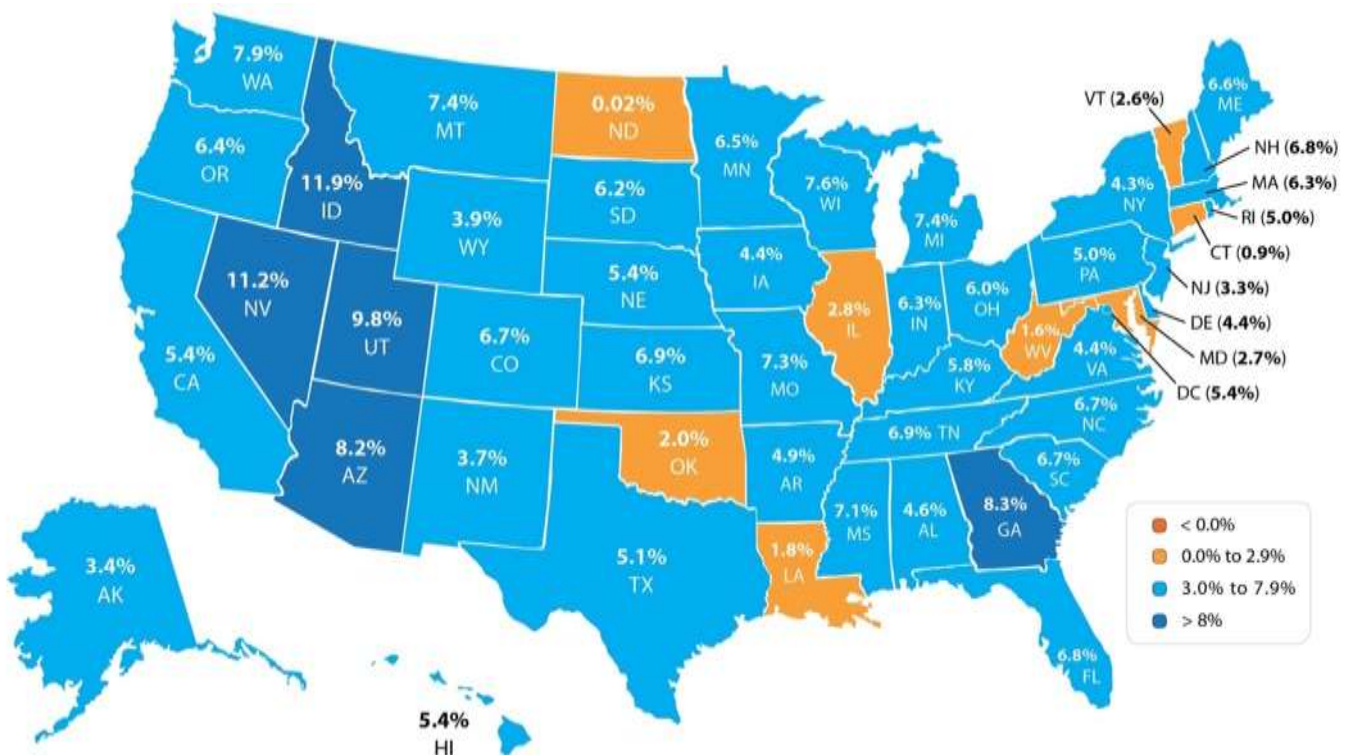 7.9%
WA
7.4%
MT
0.02%
ND
6.5%
MN
VT (2.6%)
6.6%
ME
6.4%
OR
11.9%
ID
3.9%
WY
6.2%
SD
7.6%
WI
7.4%
MI
4.3%
NY
NH (6.8%)
MA (6.3%)
RI (5.0%)
CT (0.9%)
NJ (3.3%)
DE (4.4%)
MD (2.7%)
DC (5.4%)
11.2%
NV
9.8%
UT
6.7%
CO
5.4%
NE
4.4%
IA
2.8%
IL
6.3%
IN
6.0%
OH
5.0%
PA
1.6%
WV
4.4%
VA
5.4%
CA
6.9%
KS
7.3%
MO
5.8%
KY
6.7%
NC
6.9% TN
8.2%
AZ
3.7%
NM
2.0%
OK
4.9%
AR
6.7%
SC
7.1%
MS
4.6%
AL
8.3%
GA
5.1%
TX
1.8%
LA
6.8%
FL
3.4%
AK
5.4%
HI
< 0.0%
0.0% to 2.9%
3.0% to 7.9%
> 8%